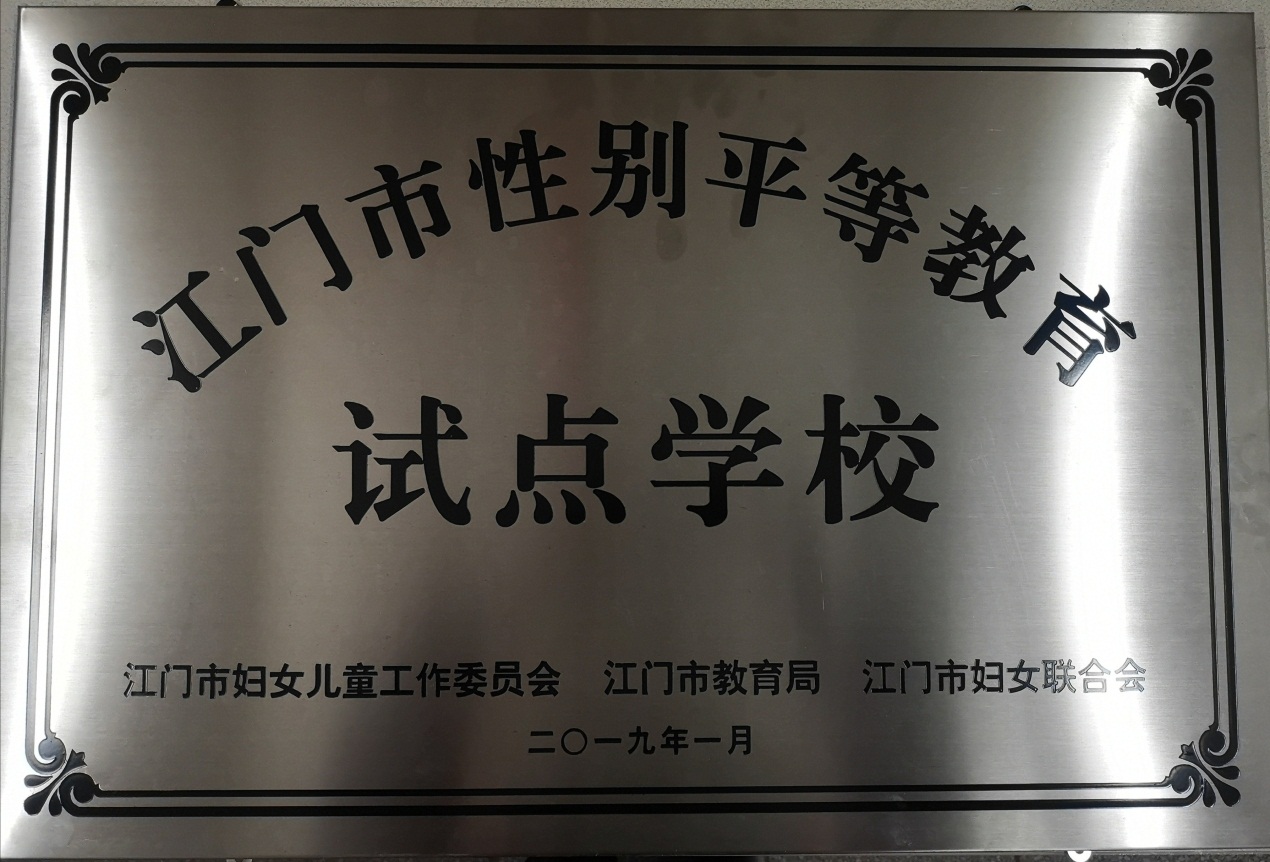 江门市性别平等教育
试点学校
江门市妇女儿童工作委员会 江门市教育局 江门市妇女联合会
二〇一九年一月